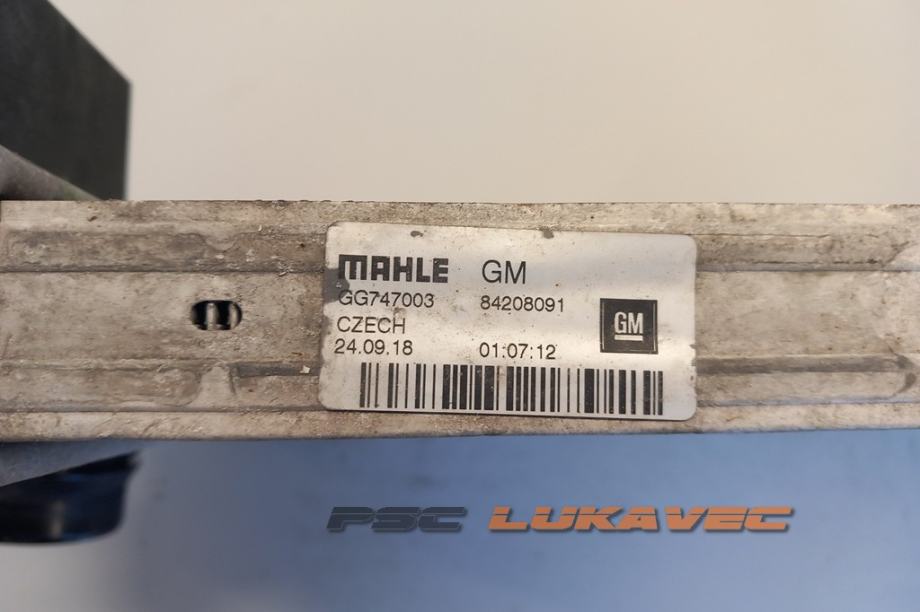 MAHLE GM
GG747003 84208091
CZECH
GM
24.09.18 01:07:12
PSC LUKAVEC